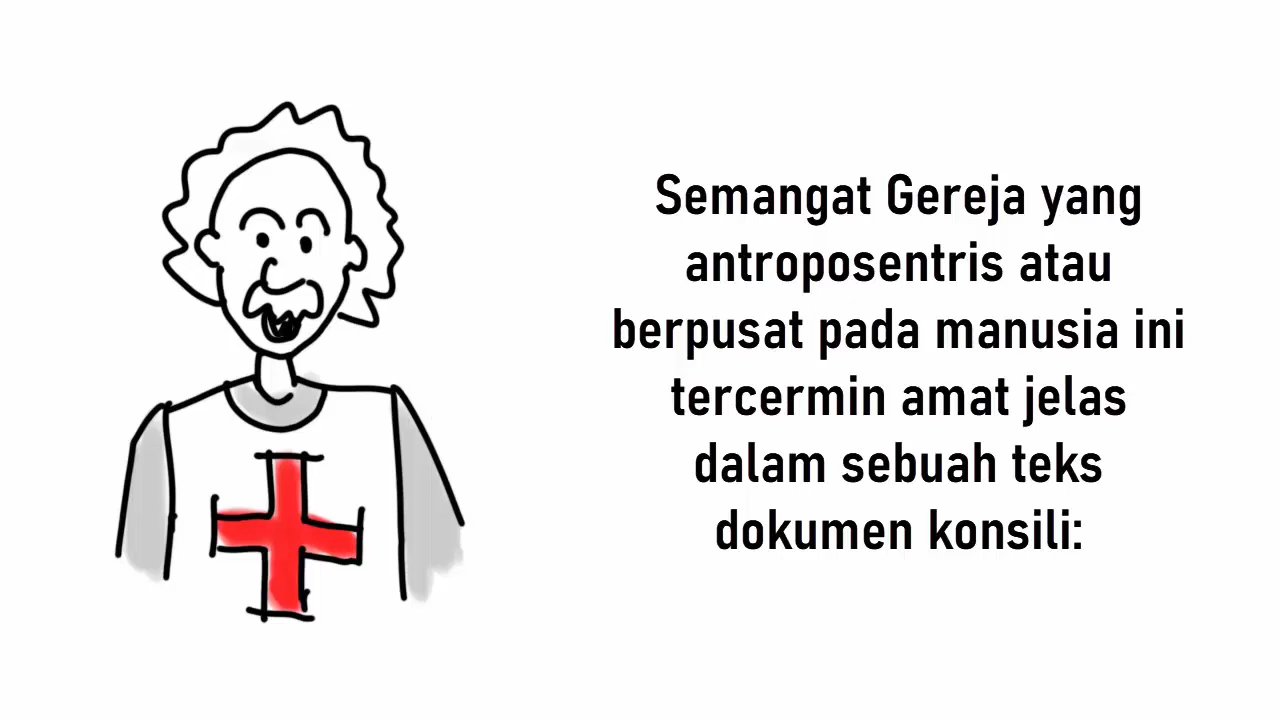 Semangat Gereja yang
antroposentris atau
berpusat pada manusia ini
tercermin amat jelas
dalam sebuah teks
dokumen konsili: